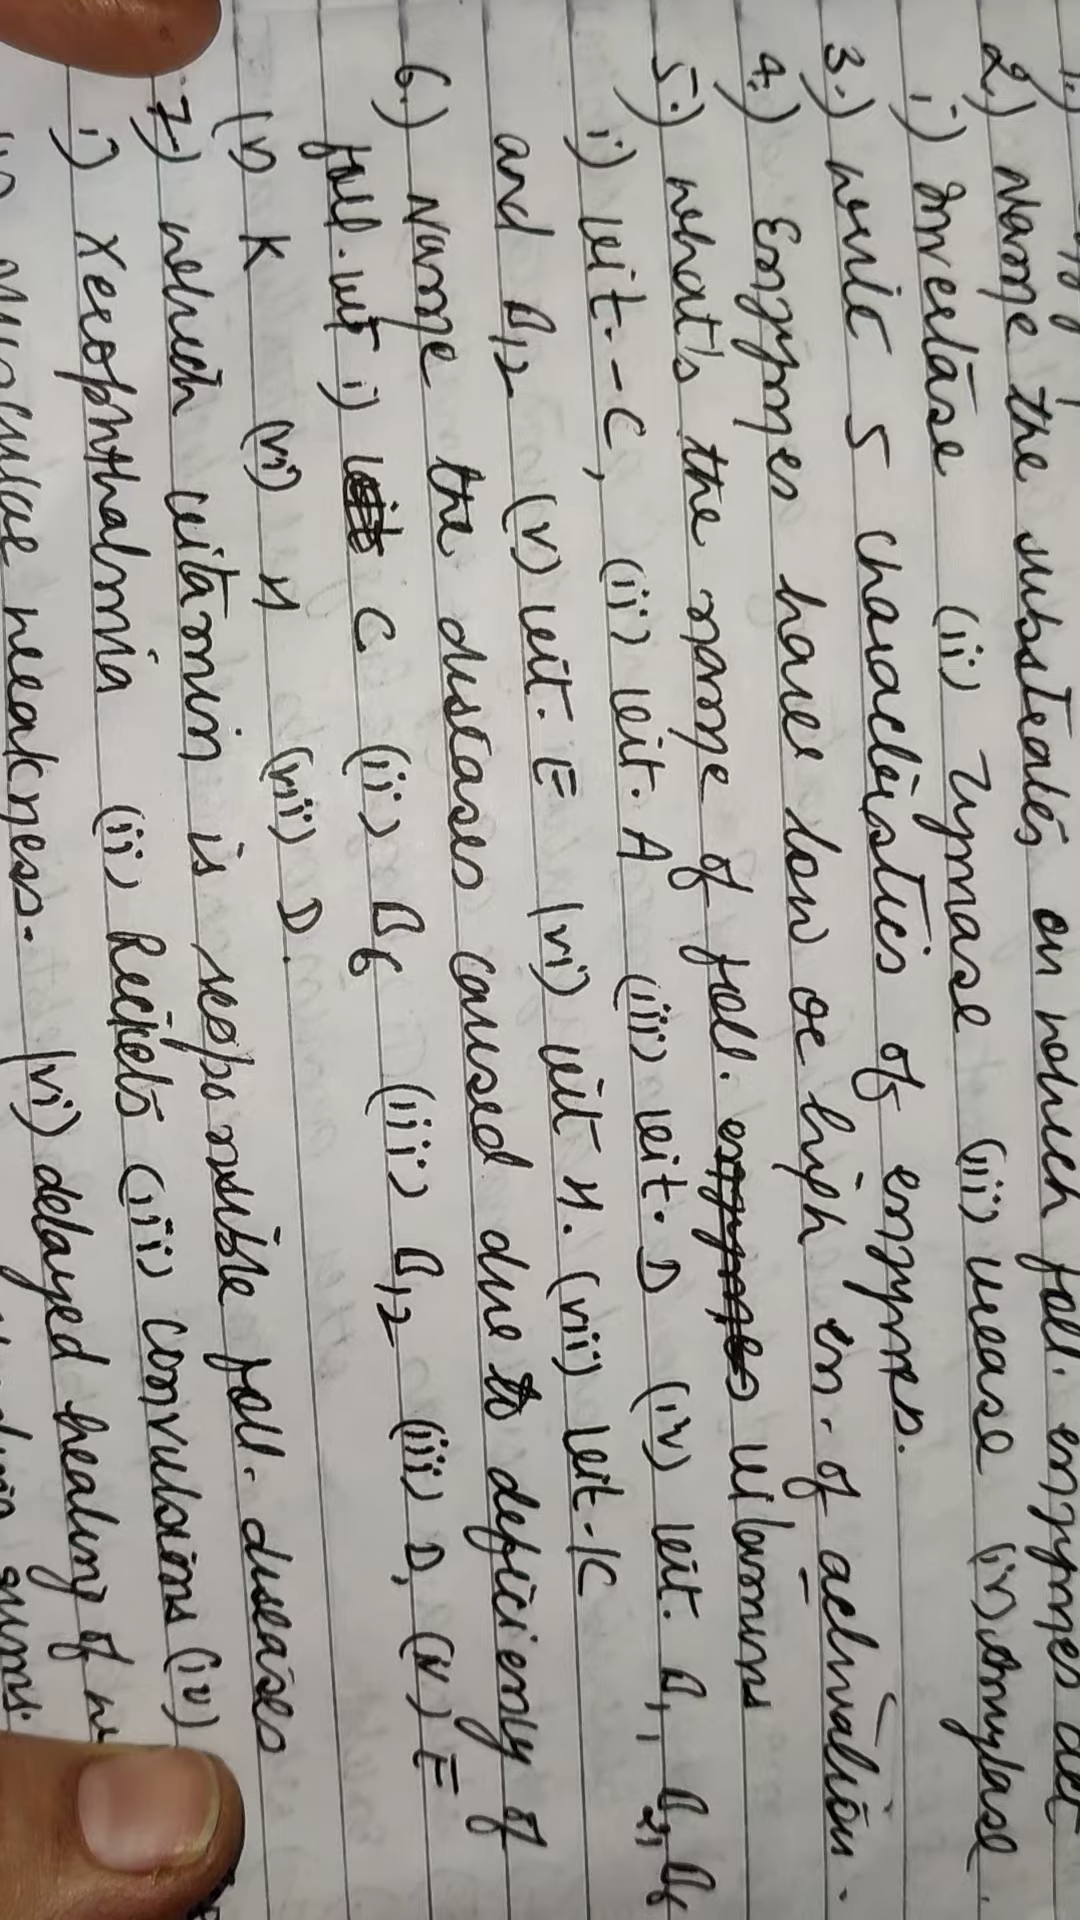 2.) Name the substrates on which foll. enzymes act
i) Invertase (ii) Zymase (iii) urease (iv) Amylase.
3.) write 5 characteristics of enzymes.
4.) Enzymes have low or high en. of activation.
5.) what's the name of foll. vitamins
i) vit.-C, (ii) vit. A (iii) vit. D (iv) vit. B1, B2, B6
and B12 (v) vit. E (vi) vit H. (vii) vit-K
6.) Name the diseases caused due to deficiency of
foll. vit i) C (ii) B6 (iii) B12 (iii) D, (iv) E
(v) K (vi) H (vii) D.
7.) which vitamin is responsible foll. diseases
i) Xerophthalmia (ii) Rickets (iii) convulsions (iv)
muscular weakness. (vi) delayed healing of
gums.